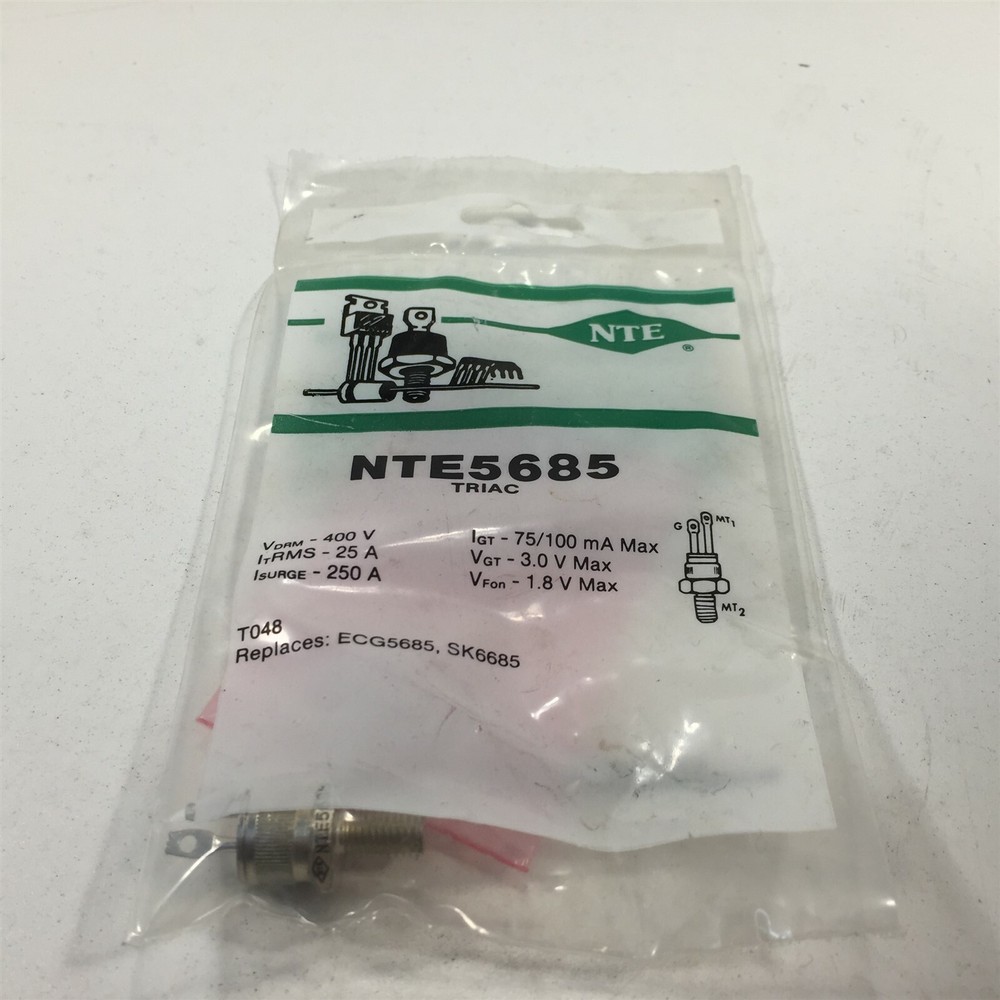 NTE®
NTE5685
TRIAC
VDRM - 400 V
ITRMS - 25 A
ISURGE - 250 A
IGT - 75/100 mA Max
VGT - 3.0 V Max
VFon - 1.8 V Max
G MT1
MT2
T048
Replaces: ECG5685, SK6685